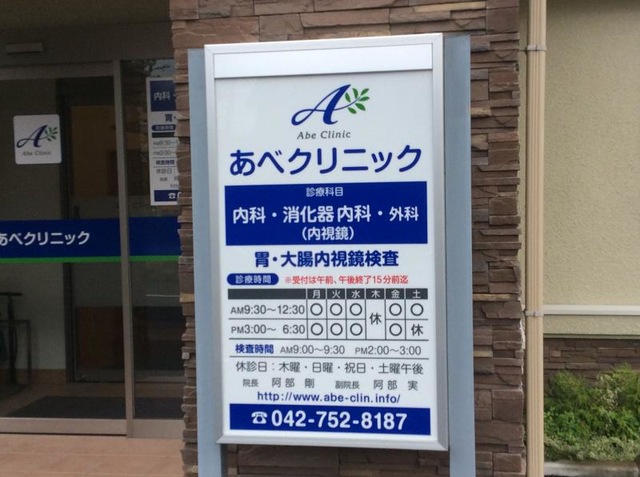 A
Abe Clinic
あべクリニック
診療科目
内科・消化器内科・外科
(内視鏡)
胃・大腸内視鏡検査
診療時間 ※受付は午前、午後終了15分前迄
月 火 水 木 金 土
AM9:30〜12:30 ○ ○ ○ 休 ○ ○
PM3:00〜 6:30 ○ ○ ○ ○ 休
検査時間 AM9:00〜9:30 PM2:00〜3:00
休診日:木曜・日曜・祝日・土曜午後
院長 阿部 剛 副院長 阿部 実
http://www.abe-clin.info/
☎042-752-8187
A
Abe Clinic
あべクリニック
内科
胃・